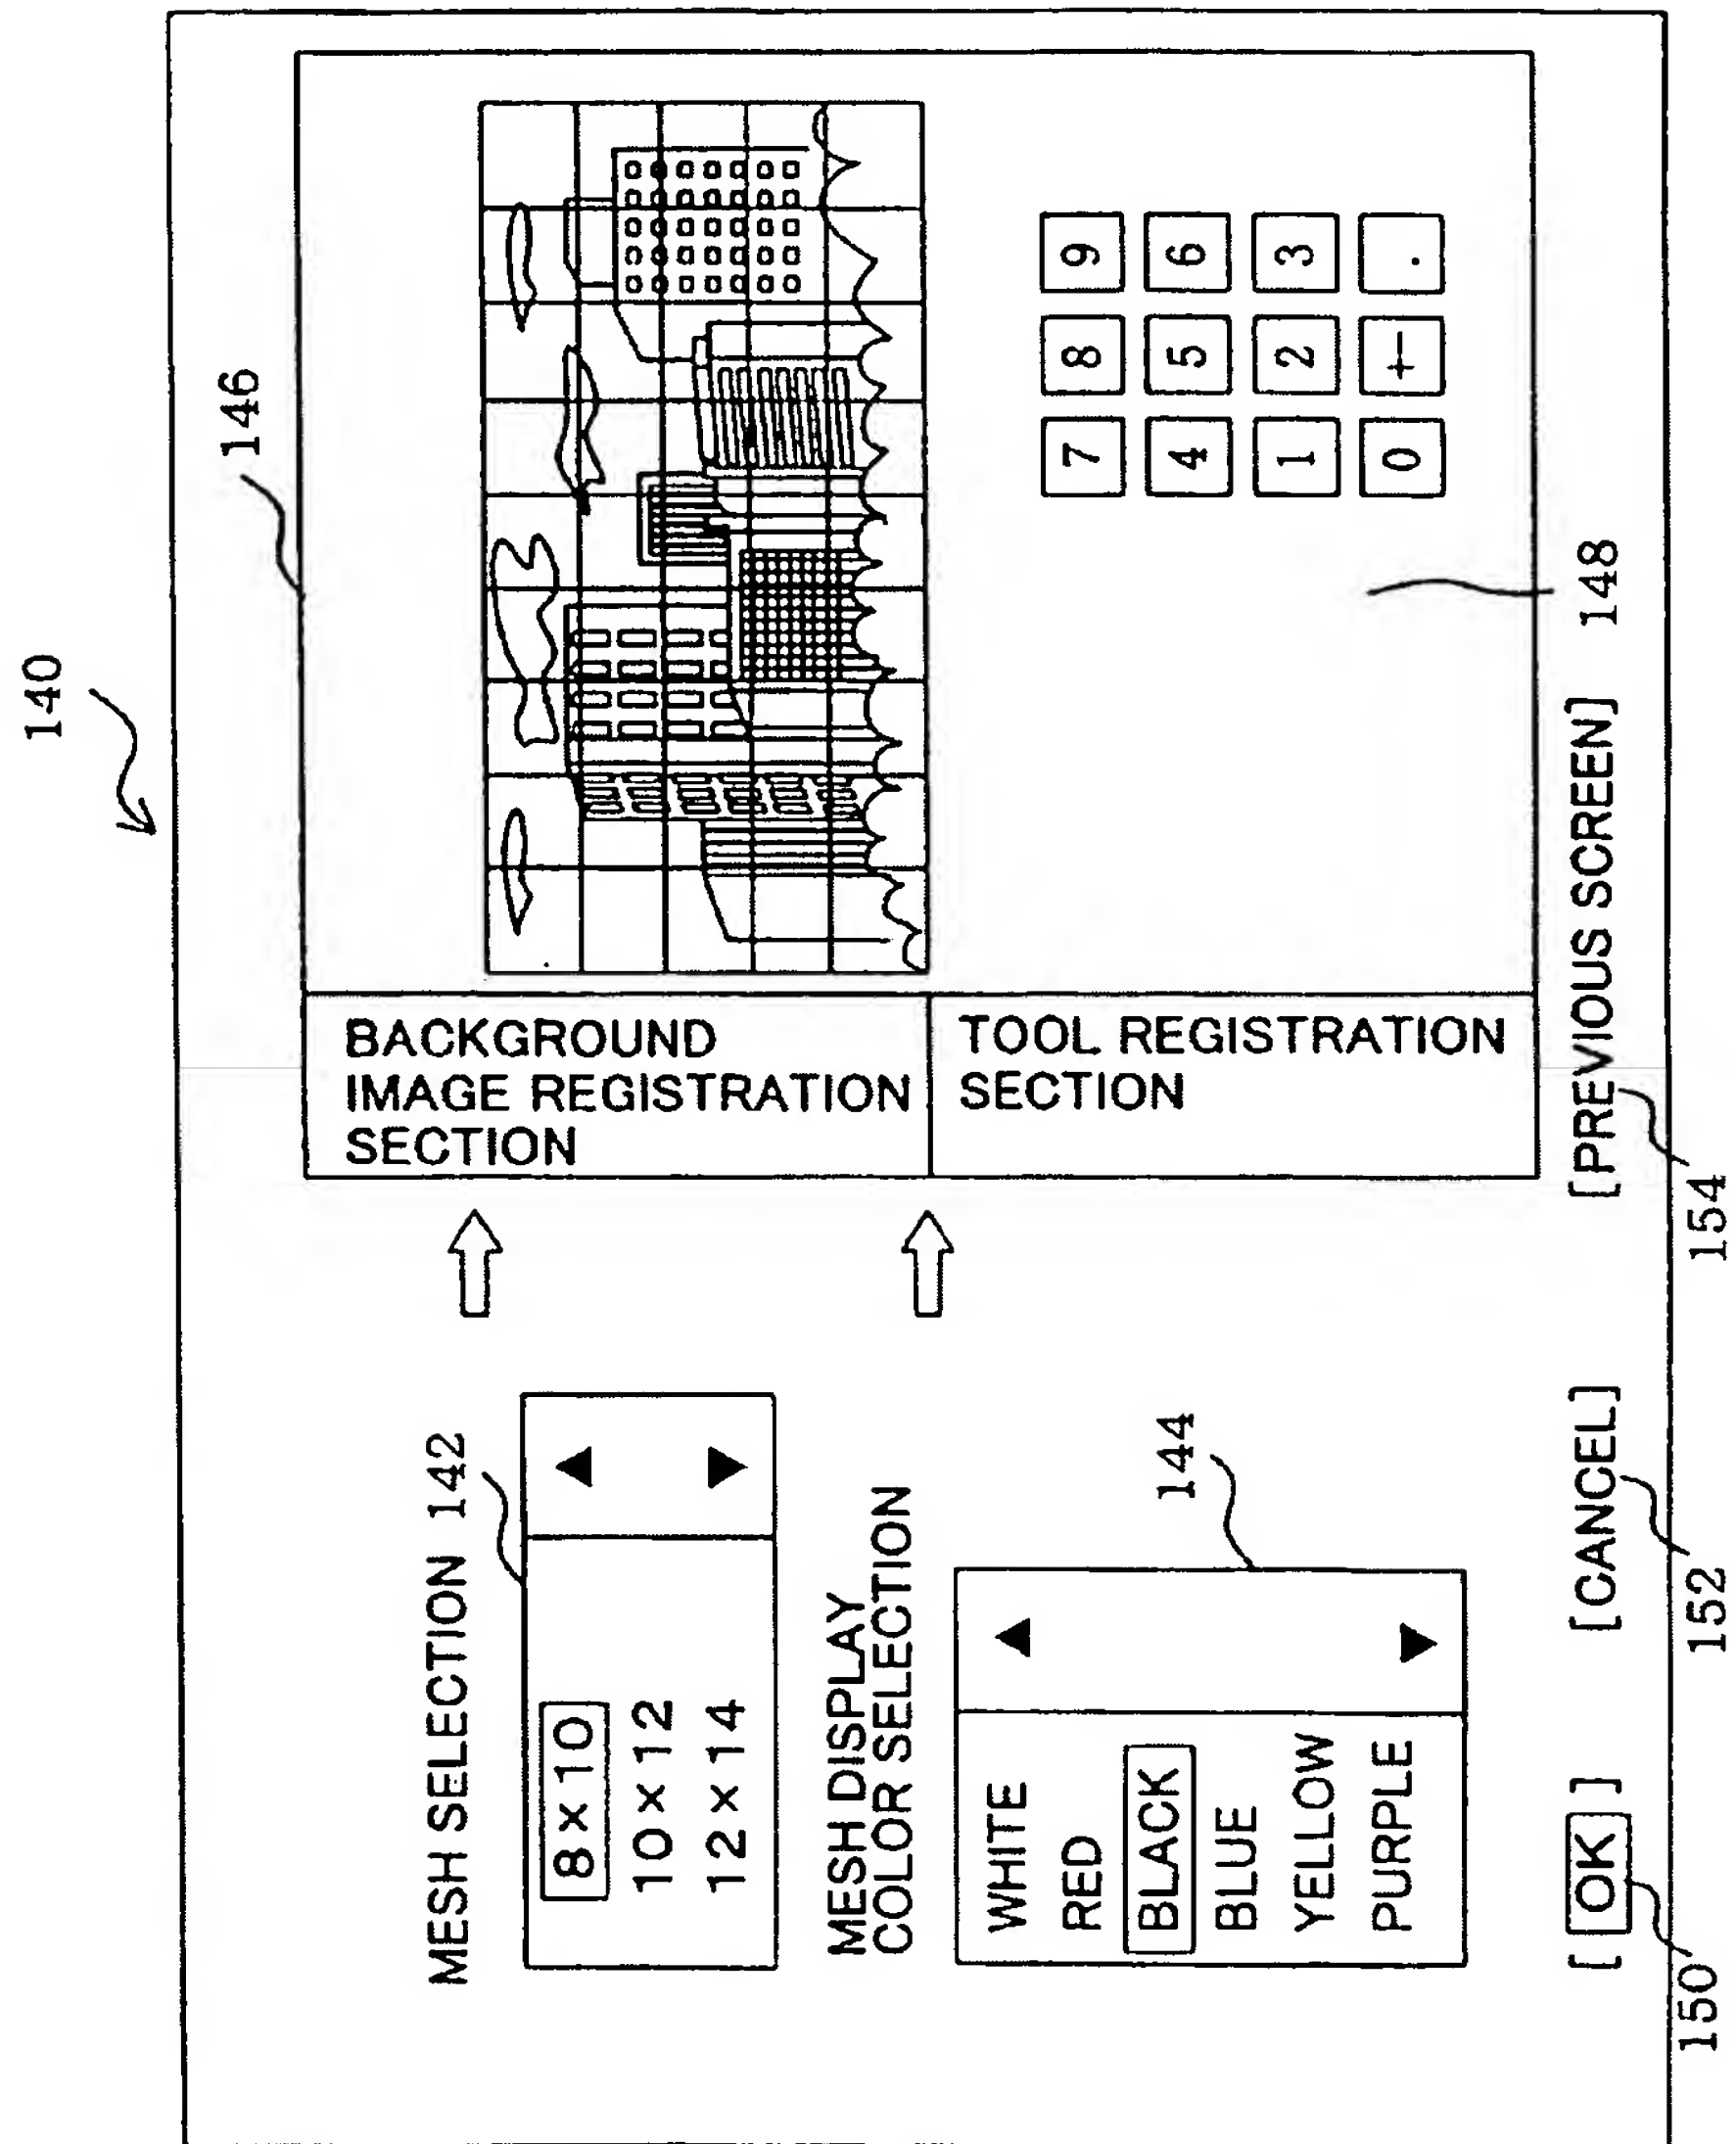 140
MESH SELECTION 142
8×10
10×12
12×14
MESH DISPLAY
COLOR SELECTION
144
WHITE
RED
BLACK
BLUE
YELLOW
PURPLE
146
BACKGROUND
IMAGE REGISTRATION
SECTION
TOOL REGISTRATION
SECTION
7 8 9
4 5 6
1 2 3
0 + .
148
[OK] [CANCEL] [PREVIOUS SCREEN]
150 152 154